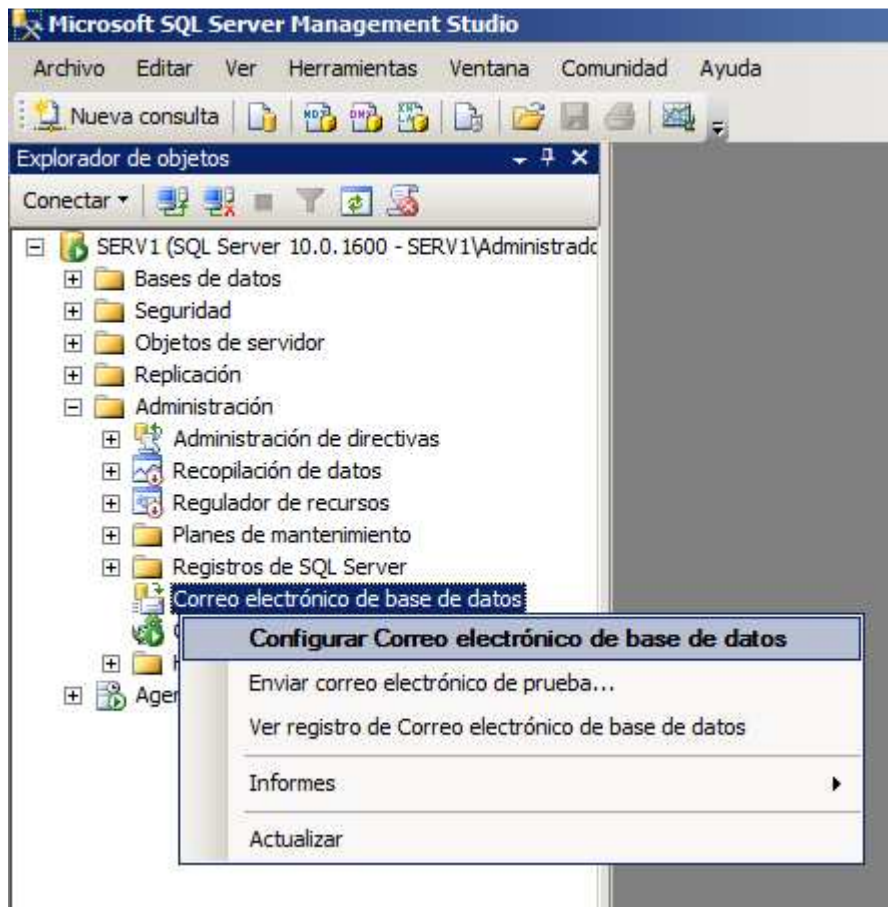 Microsoft SQL Server Management Studio
Archivo Editar Ver Herramientas Ventana Comunidad Ayuda
Nueva consulta
Explorador de objetos
Conectar
SERV1 (SQL Server 10.0.1600 - SERV1\Administrado
Bases de datos
Seguridad
Objetos de servidor
Replicación
Administración
Administración de directivas
Recopilación de datos
Regulador de recursos
Planes de mantenimiento
Registros de SQL Server
Correo electrónico de base de datos
Configurar Correo electrónico de base de datos
Enviar correo electrónico de prueba...
Agen
Ver registro de Correo electrónico de base de datos
Informes
Actualizar